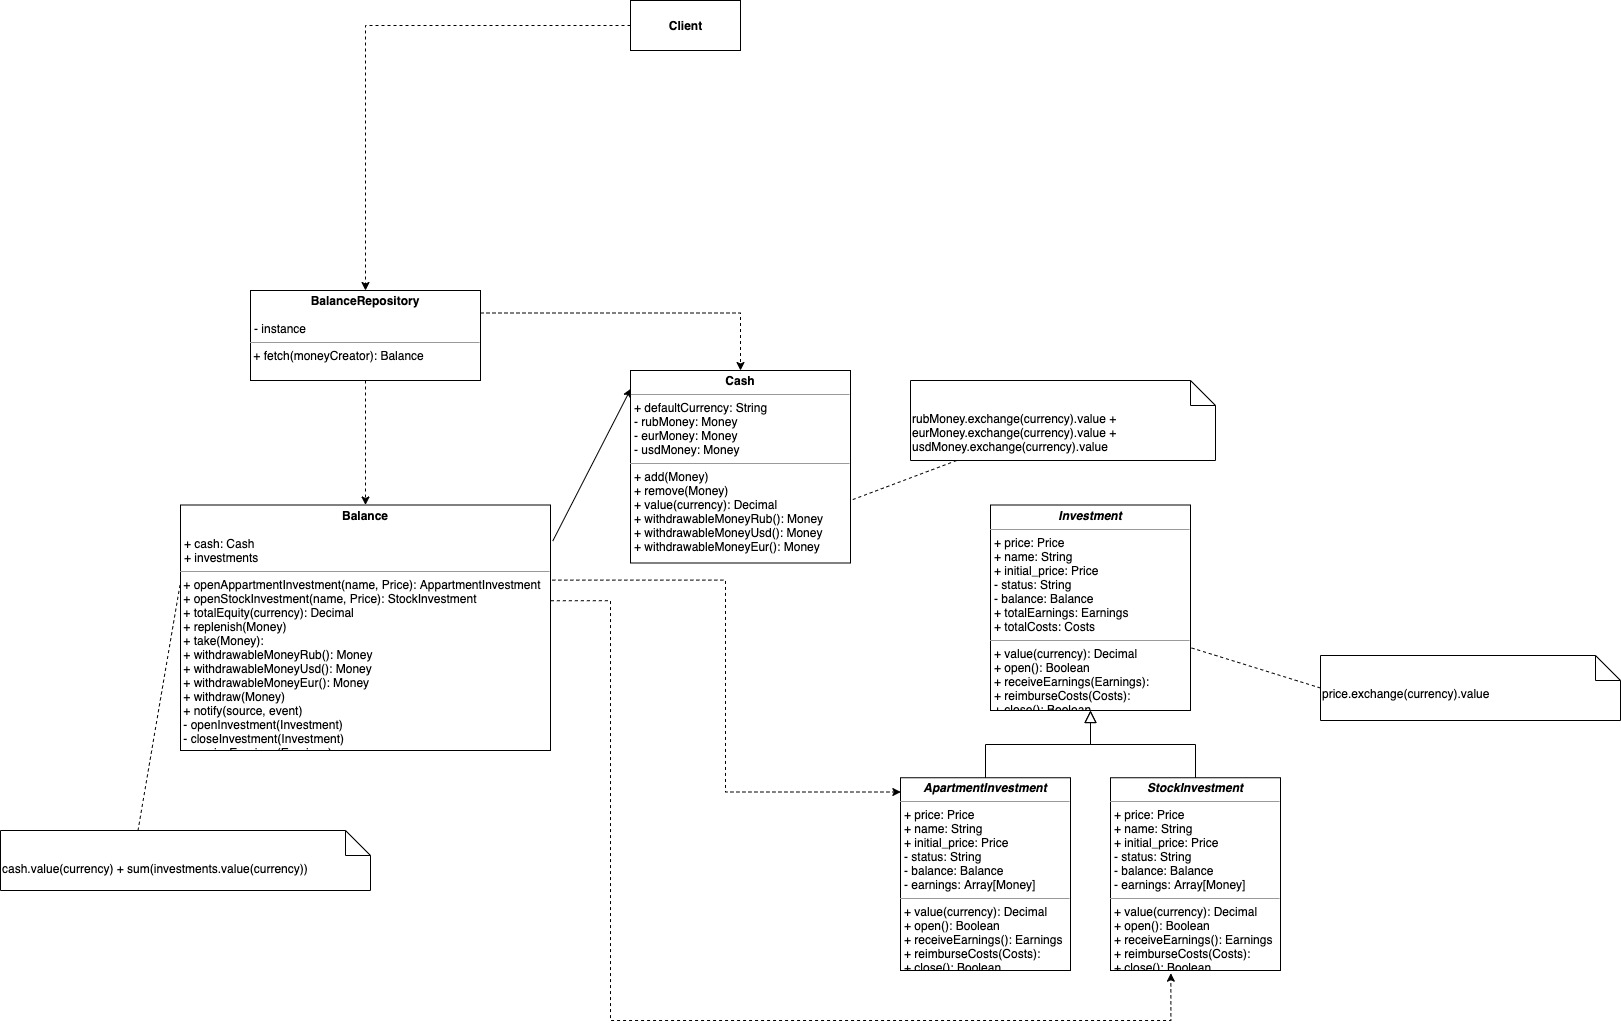 Client
BalanceRepository
- instance
+ fetch(moneyCreator): Balance
Cash
+ defaultCurrency: String
- rubMoney: Money
- eurMoney: Money
- usdMoney: Money
+ add(Money)
+ remove(Money)
+ value(currency): Decimal
+ withdrawableMoneyRub(): Money
+ withdrawableMoneyUsd(): Money
+ withdrawableMoneyEur(): Money
rubMoney.exchange(currency).value +
eurMoney.exchange(currency).value +
usdMoney.exchange(currency).value
Balance
+ cash: Cash
+ investments
+ openAppartmentInvestment(name, Price): AppartmentInvestment
+ openStockInvestment(name, Price): StockInvestment
+ totalEquity(currency): Decimal
+ replenish(Money)
+ take(Money):
+ withdrawableMoneyRub(): Money
+ withdrawableMoneyUsd(): Money
+ withdrawableMoneyEur(): Money
+ withdraw(Money)
+ notify(source, event)
- openInvestment(Investment)
- closeInvestment(Investment)
Investment
+ price: Price
+ name: String
+ initial_price: Price
- status: String
- balance: Balance
+ totalEarnings: Earnings
+ totalCosts: Costs
+ value(currency): Decimal
+ open(): Boolean
+ receiveEarnings(Earnings):
+ reimburseCosts(Costs):
+ close(): Boolean
price.exchange(currency).value
cash.value(currency) + sum(investments.value(currency))
ApartmentInvestment
+ price: Price
+ name: String
+ initial_price: Price
- status: String
- balance: Balance
- earnings: Array[Money]
+ value(currency): Decimal
+ open(): Boolean
+ receiveEarnings(): Earnings
+ reimburseCosts(Costs):
+ close(): Boolean
StockInvestment
+ price: Price
+ name: String
+ initial_price: Price
- status: String
- balance: Balance
- earnings: Array[Money]
+ value(currency): Decimal
+ open(): Boolean
+ receiveEarnings(): Earnings
+ reimburseCosts(Costs):
+ close(): Boolean